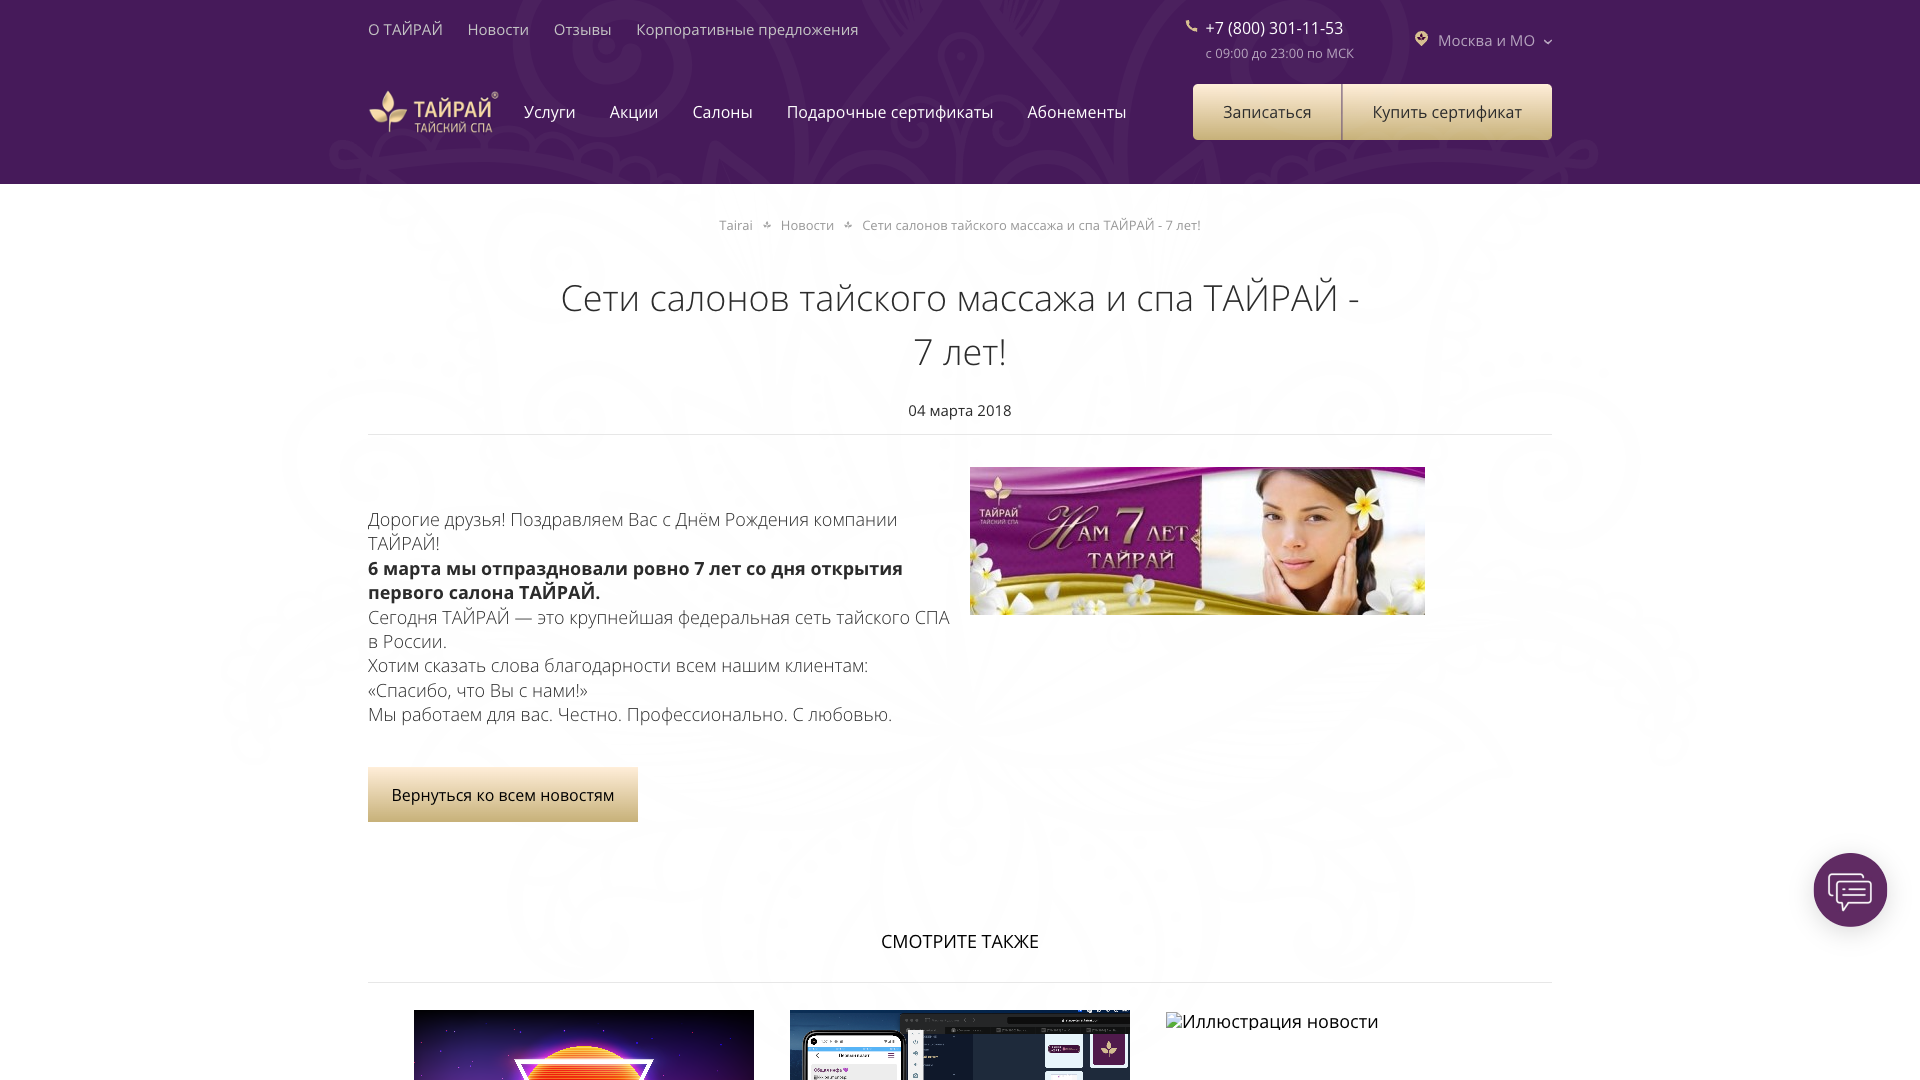 О ТАЙРАЙ Новости Отзывы Корпоративные предложения
+7 (800) 301-11-53
с 09:00 до 23:00 по МСК
Москва и МО
ТАЙРАЙ®
ТАЙСКИЙ СПА
Услуги Акции Салоны Подарочные сертификаты Абонементы
Записаться Купить сертификат
Tairai Новости Сети салонов тайского массажа и спа ТАЙРАЙ - 7 лет!
Сети салонов тайского массажа и спа ТАЙРАЙ -
7 лет!
04 марта 2018
Дорогие друзья! Поздравляем Вас с Днём Рождения компании
ТАЙРАЙ!
6 марта мы отпраздновали ровно 7 лет со дня открытия
первого салона ТАЙРАЙ.
Сегодня ТАЙРАЙ — это крупнейшая федеральная сеть тайского СПА
в России.
Хотим сказать слова благодарности всем нашим клиентам:
«Спасибо, что Вы с нами!»
Мы работаем для вас. Честно. Профессионально. С любовью.
ТАЙРАЙ
ТАЙСКИЙ СПА
Нам 7 лет
ТАЙРАЙ
Вернуться ко всем новостям
СМОТРИТЕ ТАКЖЕ
Иллюстрация новости